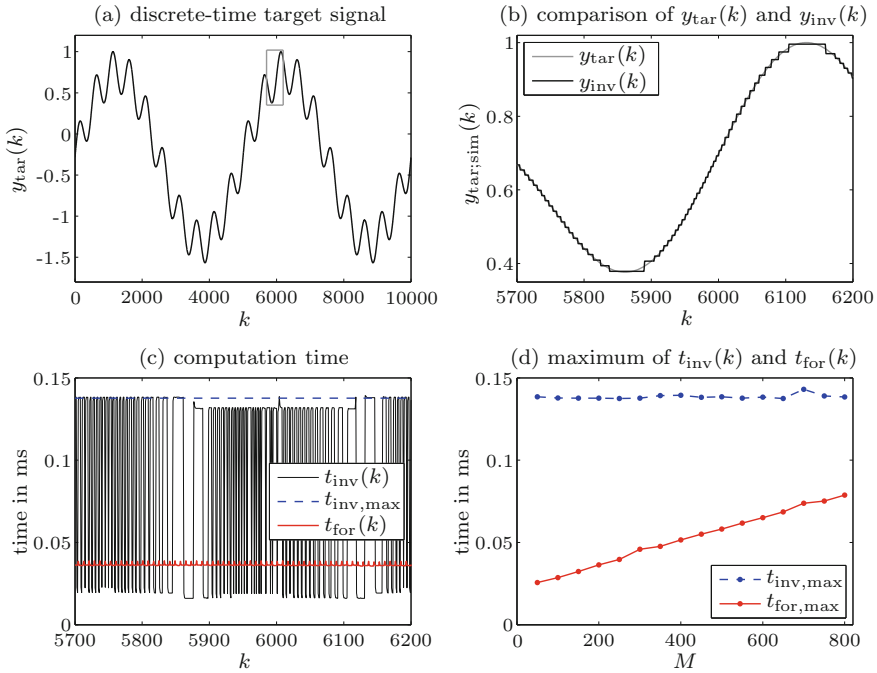 (a) discrete-time target signal
1
0.5
0
-0.5
-1
-1.5
y_tar(k)
0 2000 4000 6000 8000 10000
k
(b) comparison of y_tar(k) and y_inv(k)
y_tar(k)
y_inv(k)
1
0.8
0.6
0.4
y_tar;sim(k)
5700 5800 5900 6000 6100 6200
k
(c) computation time
0.15
0.1
0.05
0
time in ms
t_inv(k)
t_inv,max
t_for(k)
5700 5800 5900 6000 6100 6200
k
(d) maximum of t_inv(k) and t_for(k)
0.15
0.1
0.05
0
time in ms
t_inv,max
t_for,max
0 200 400 600 800
M